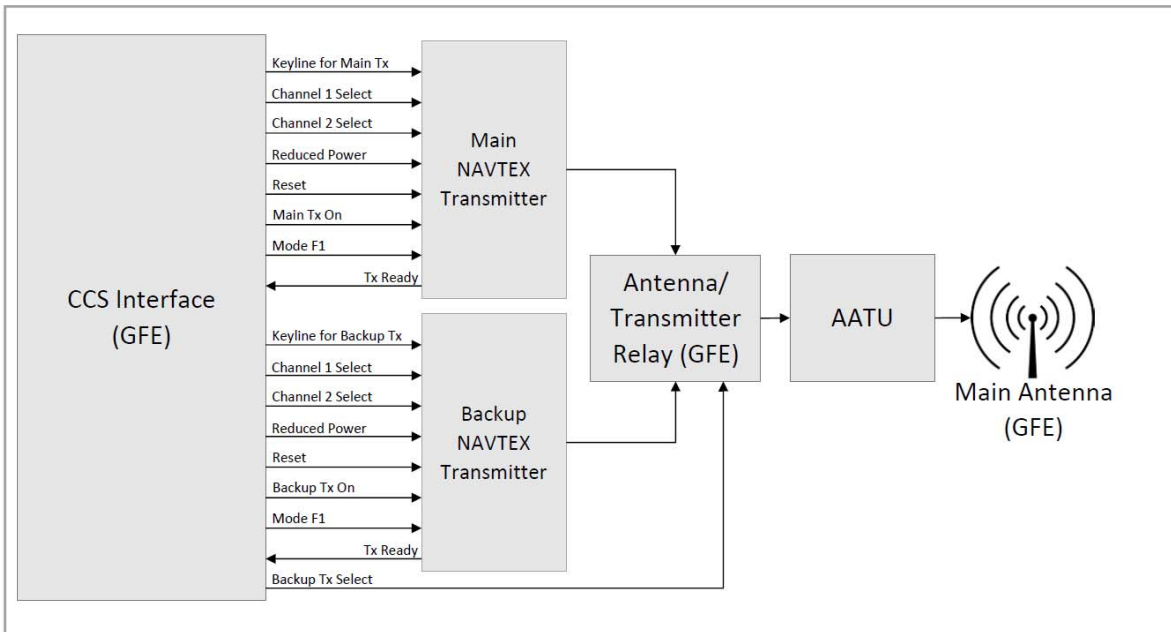 CCS Interface
(GFE)
Keyline for Main Tx
Channel 1 Select
Channel 2 Select
Reduced Power
Reset
Main Tx On
Mode F1
Tx Ready
Main
NAVTEX
Transmitter
Keyline for Backup Tx
Channel 1 Select
Channel 2 Select
Reduced Power
Reset
Backup Tx On
Mode F1
Tx Ready
Backup Tx Select
Backup
NAVTEX
Transmitter
Antenna/
Transmitter
Relay (GFE)
AATU
Main Antenna
(GFE)